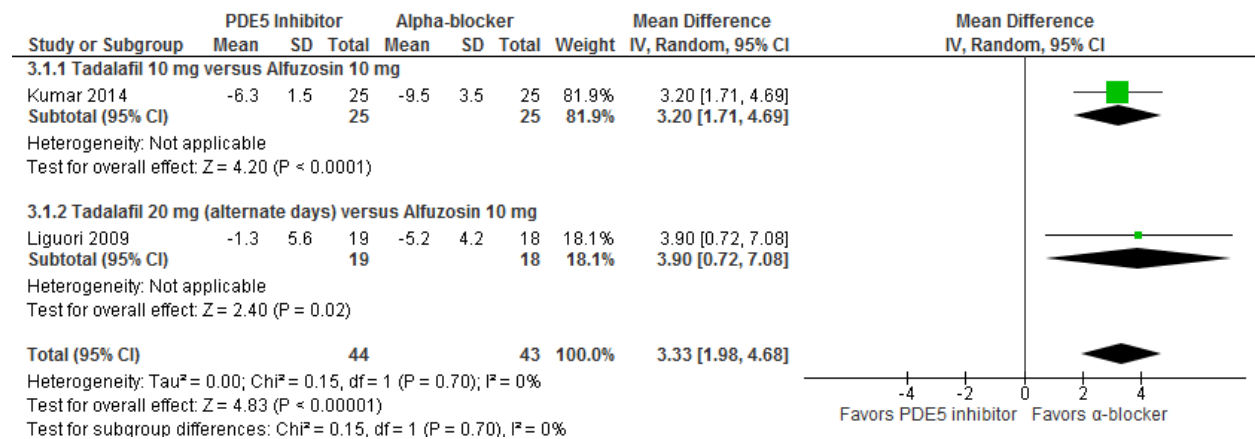 PDE5 Inhibitor Alpha-blocker Mean Difference Mean Difference
Study or Subgroup Mean SD Total Mean SD Total Weight IV, Random, 95% CI IV, Random, 95% CI
3.1.1 Tadalafil 10 mg versus Alfuzosin 10 mg
Kumar 2014 -6.3 1.5 25 -9.5 3.5 25 81.9% 3.20 [1.71, 4.69]
Subtotal (95% CI) 25 25 81.9% 3.20 [1.71, 4.69]
Heterogeneity: Not applicable
Test for overall effect: Z = 4.20 (P < 0.0001)
3.1.2 Tadalafil 20 mg (alternate days) versus Alfuzosin 10 mg
Liguori 2009 -1.3 5.6 19 -5.2 4.2 18 18.1% 3.90 [0.72, 7.08]
Subtotal (95% CI) 19 18 18.1% 3.90 [0.72, 7.08]
Heterogeneity: Not applicable
Test for overall effect: Z = 2.40 (P = 0.02)
Total (95% CI) 44 43 100.0% 3.33 [1.98, 4.68]
Heterogeneity: Tau² = 0.00; Chi² = 0.15, df = 1 (P = 0.70); I² = 0%
Test for overall effect: Z = 4.83 (P < 0.00001)
Test for subgroup differences: Chi² = 0.15, df = 1 (P = 0.70), I² = 0%
-4 -2 0 2 4
Favors PDE5 inhibitor Favors α-blocker